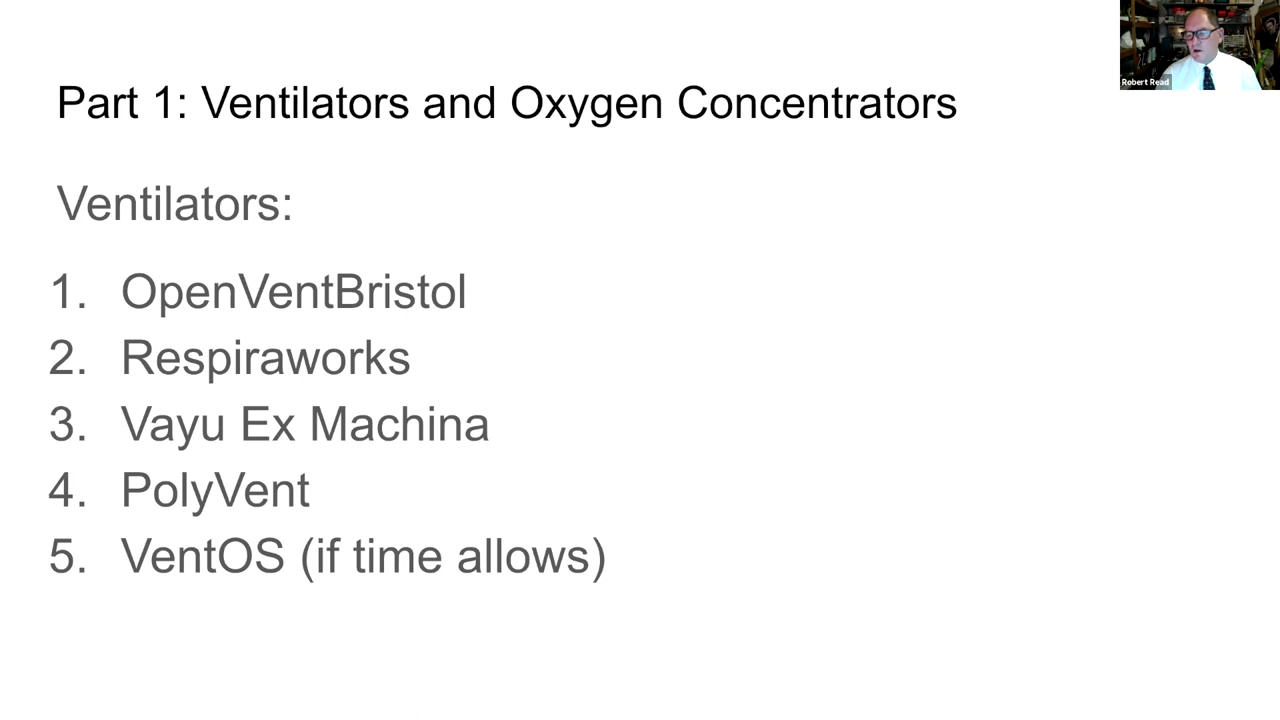 Part 1: Ventilators and Oxygen Concentrators
Robert Read
Ventilators:
1. OpenVentBristol
2. Respiraworks
3. Vayu Ex Machina
4. PolyVent
5. VentOS (if time allows)